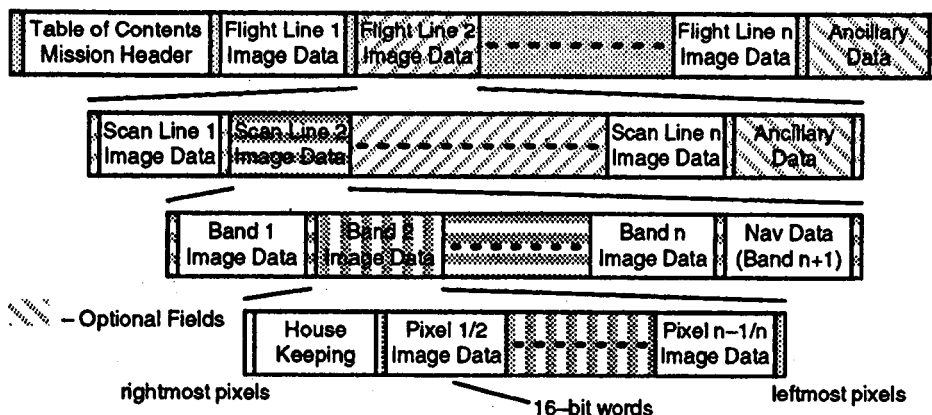 Table of Contents
Mission Header
Flight Line 1
Image Data
Flight Line 2
Image Data
Flight Line n
Image Data
Ancillary
Data
Scan Line 1
Image Data
Scan Line 2
Image Data
Scan Line n
Image Data
Ancillary
Data
Band 1
Image Data
Band 2
Image Data
Band n
Image Data
Nav Data
(Band n+1)
– Optional Fields
House
Keeping
Pixel 1/2
Image Data
Pixel n–1/n
Image Data
rightmost pixels
16–bit words
leftmost pixels